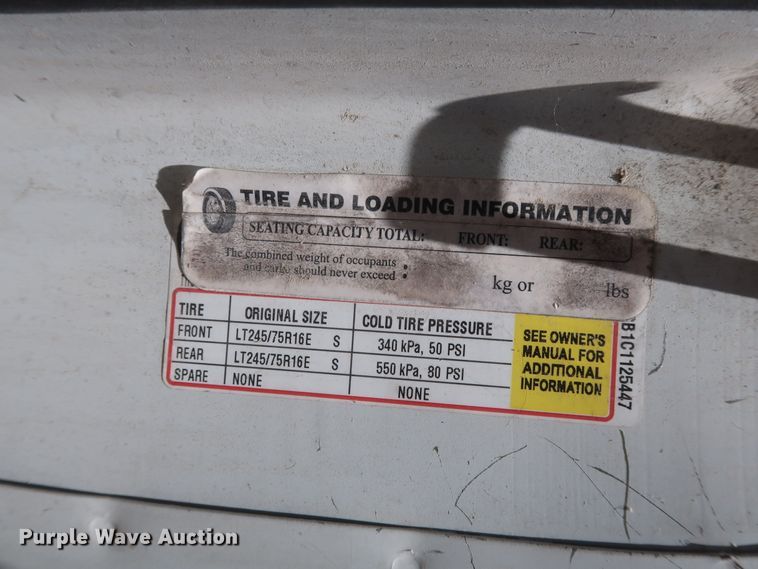 TIRE AND LOADING INFORMATION
SEATING CAPACITY TOTAL: FRONT: REAR:
The combined weight of occupants
and cargo should never exceed : kg or lbs
TIRE ORIGINAL SIZE COLD TIRE PRESSURE
FRONT LT245/75R16E S 340 kPa, 50 PSI
REAR LT245/75R16E S 550 kPa, 80 PSI
SPARE NONE NONE
SEE OWNER'S
MANUAL FOR
ADDITIONAL
INFORMATION
B1C1125447
Purple Wave Auction